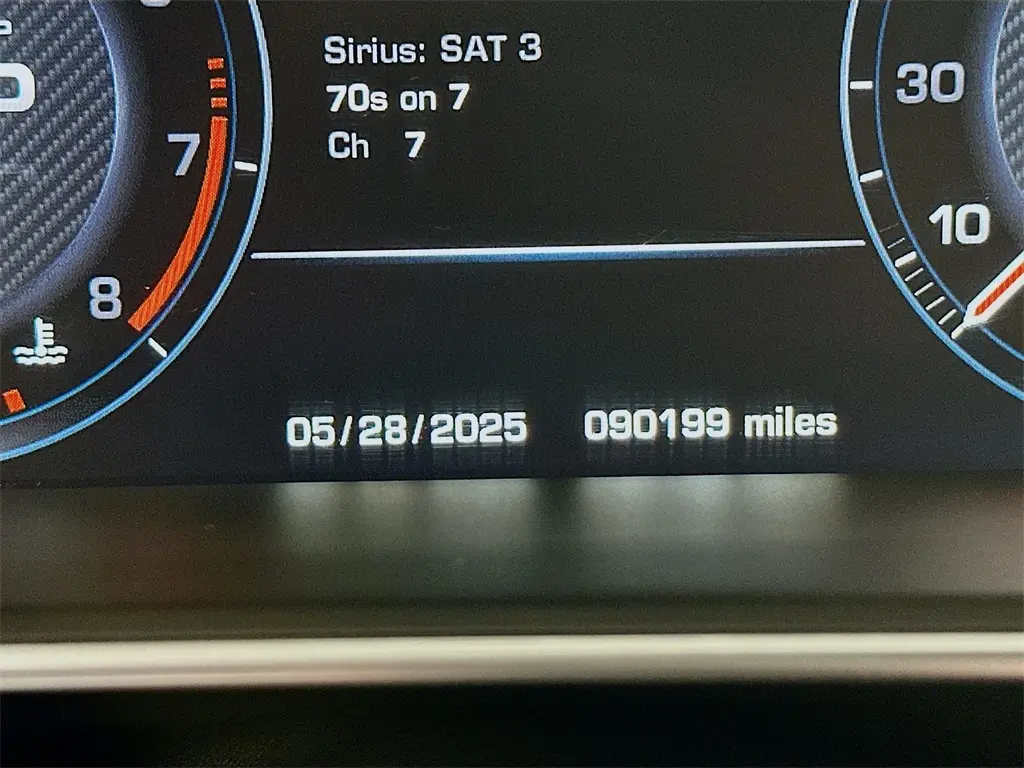 Sirius: SAT 3
70s on 7
Ch 7
7
8
30
10
05/28/2025
090199 miles